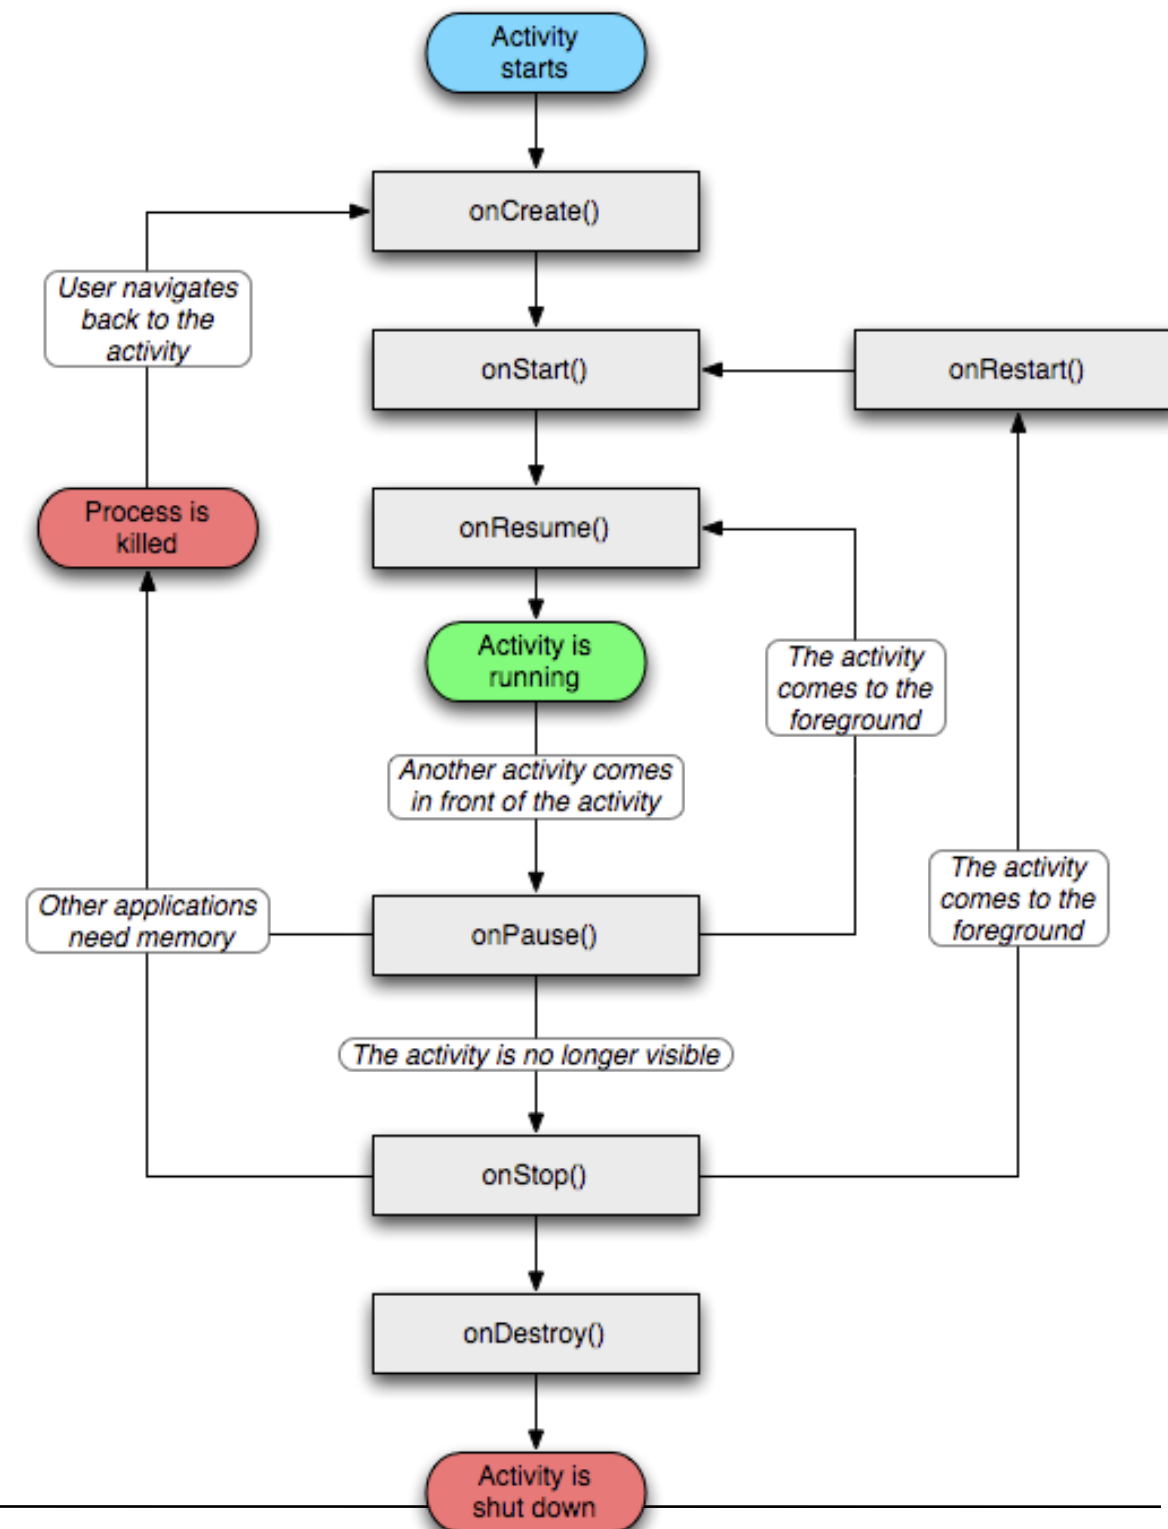 Activity
starts
onCreate()
User navigates
back to the
activity
onStart()
onRestart()
Process is
killed
onResume()
Activity is
running
The activity
comes to the
foreground
Another activity comes
in front of the activity
The activity
comes to the
foreground
Other applications
need memory
onPause()
The activity is no longer visible
onStop()
onDestroy()
Activity is
shut down